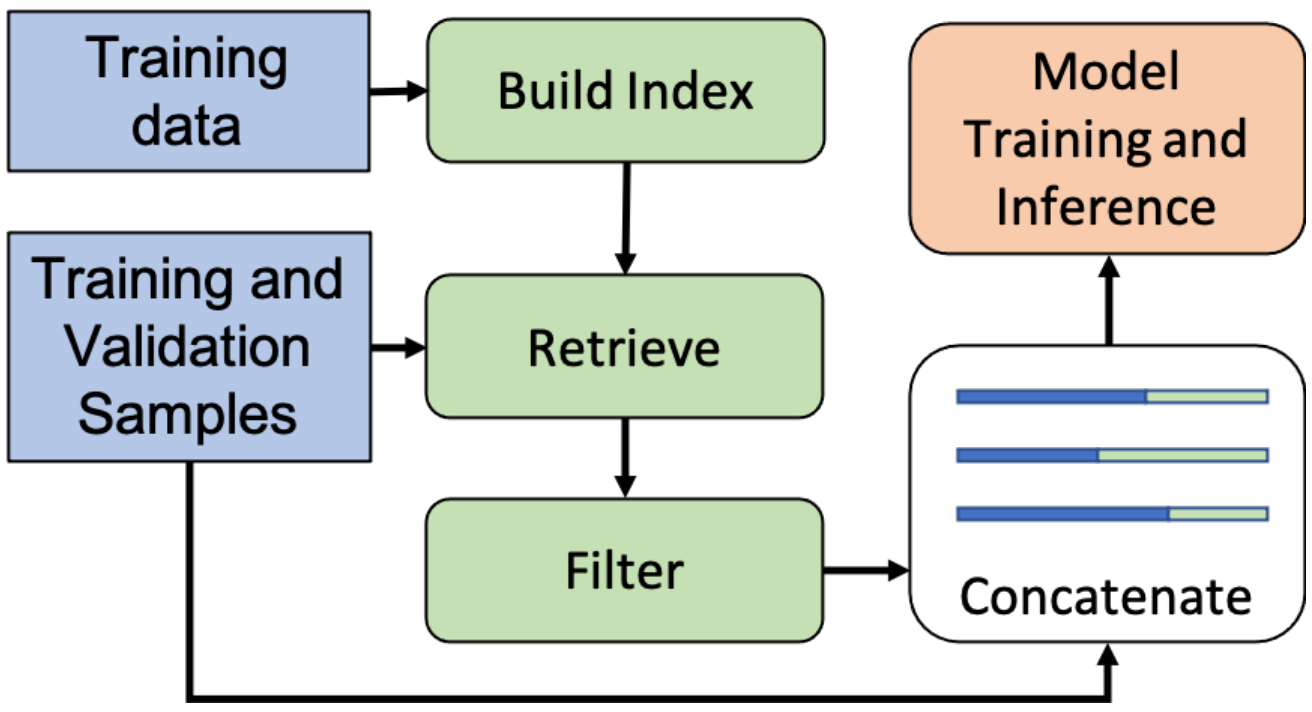 Training
data
Build Index
Model
Training and
Inference
Training and
Validation
Samples
Retrieve
Filter
Concatenate